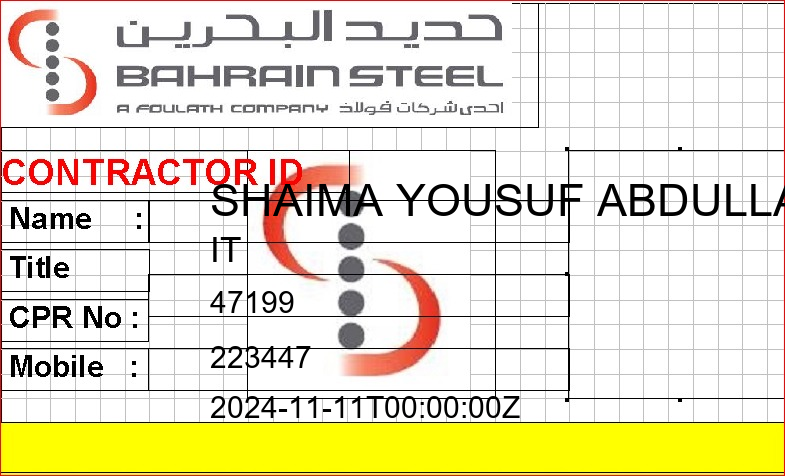 حديد البحرين
BAHRAIN STEEL
A FOULATH COMPANY احدى شركات فولاذ
CONTRACTOR ID
Name : SHAIMA YOUSUF ABDULLA
Title IT
CPR No : 47199
Mobile : 223447
2024-11-11T00:00:00Z